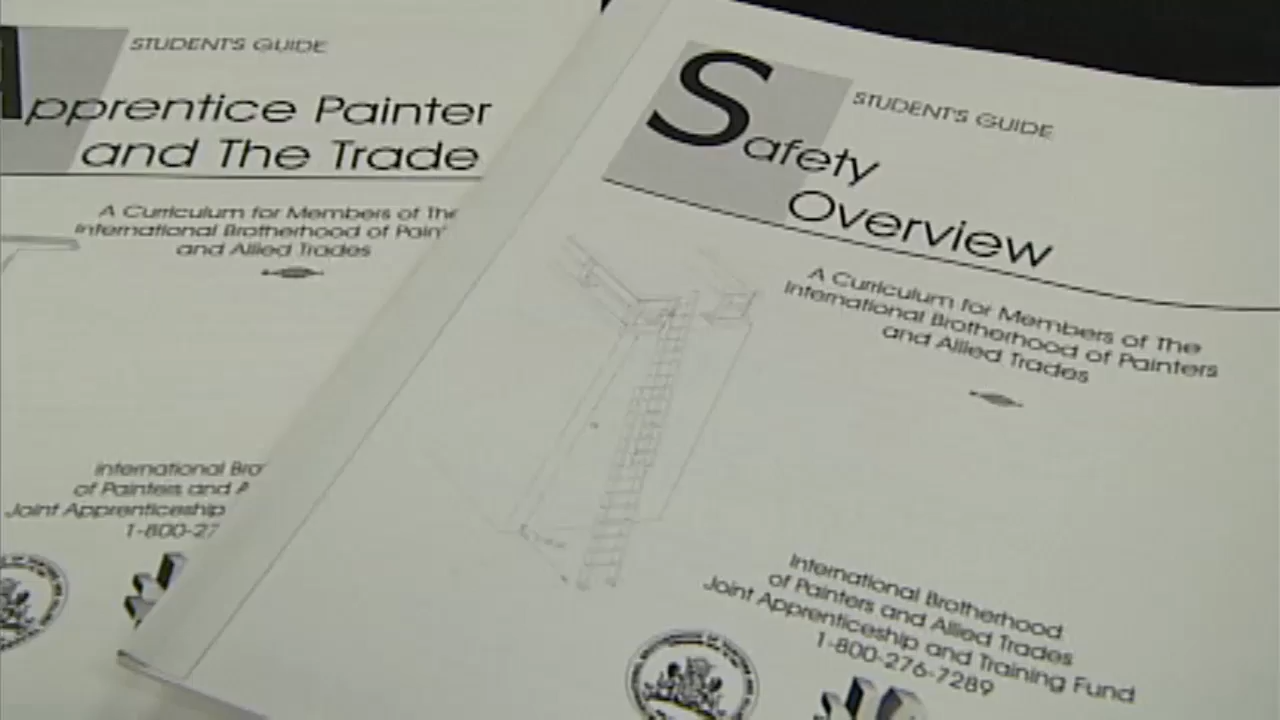 STUDENT'S GUIDE
Apprentice Painter
and The Trade
A Curriculum for Members of The
International Brotherhood of Pain
and Allied Trades
International Bro
of Painters and A
Joint Apprenticeship
1-800-27
STUDENT'S GUIDE
Safety
Overview
A Curriculum for Members of The
International Brotherhood of Painters
and Allied Trades
International Brotherhood
of Painters and Allied Trades
Joint Apprenticeship and Training Fund
1-800-276-7289